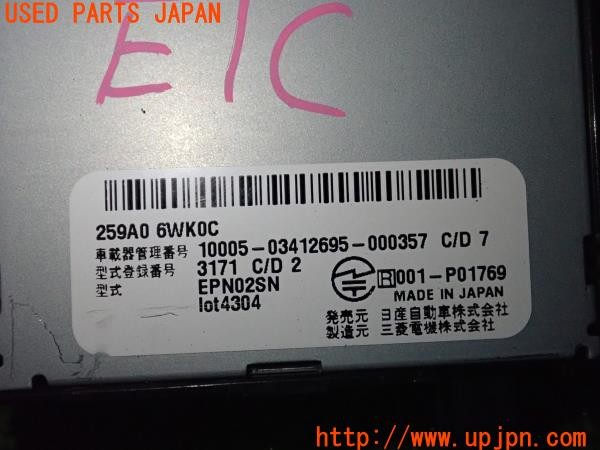 USED PARTS JAPAN
ETC
259A0 6WK0C
車載器管理番号 10005-03412695-000357 C/D 7
型式登録番号 3171 C/D 2
型式 EPN02SN
lot4304
R 001-P01769
MADE IN JAPAN
発売元 日産自動車株式会社
製造元 三菱電機株式会社
http://www.upjpn.com/